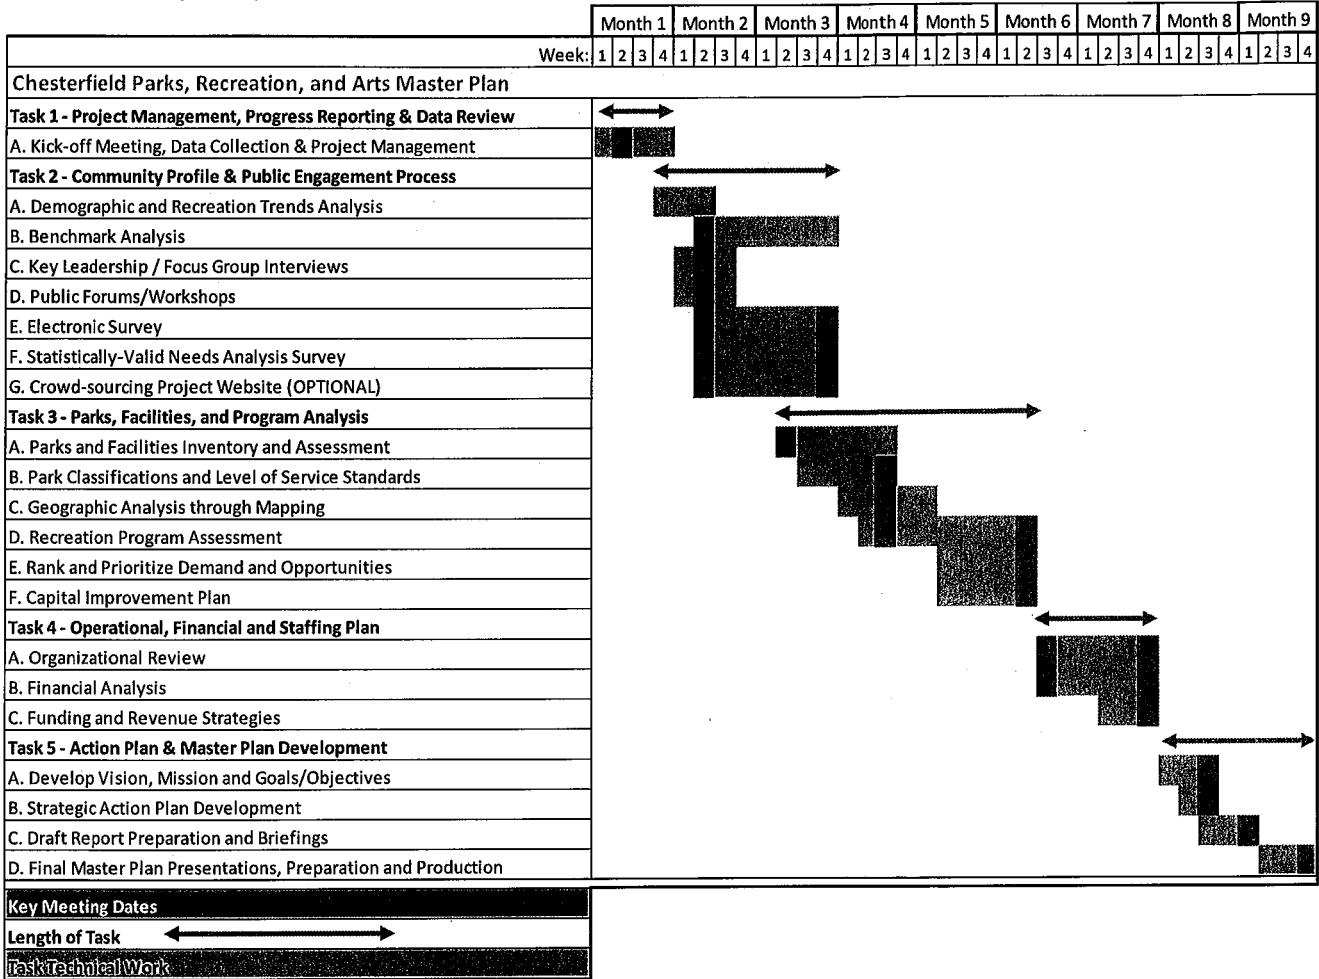 Month 1 Month 2 Month 3 Month 4 Month 5 Month 6 Month 7 Month 8 Month 9
Week: 1 2 3 4 1 2 3 4 1 2 3 4 1 2 3 4 1 2 3 4 1 2 3 4 1 2 3 4 1 2 3 4 1 2 3 4
Chesterfield Parks, Recreation, and Arts Master Plan
Task 1 - Project Management, Progress Reporting & Data Review
A. Kick-off Meeting, Data Collection & Project Management
Task 2 - Community Profile & Public Engagement Process
A. Demographic and Recreation Trends Analysis
B. Benchmark Analysis
C. Key Leadership / Focus Group Interviews
D. Public Forums/Workshops
E. Electronic Survey
F. Statistically-Valid Needs Analysis Survey
G. Crowd-sourcing Project Website (OPTIONAL)
Task 3 - Parks, Facilities, and Program Analysis
A. Parks and Facilities Inventory and Assessment
B. Park Classifications and Level of Service Standards
C. Geographic Analysis through Mapping
D. Recreation Program Assessment
E. Rank and Prioritize Demand and Opportunities
F. Capital Improvement Plan
Task 4 - Operational, Financial and Staffing Plan
A. Organizational Review
B. Financial Analysis
C. Funding and Revenue Strategies
Task 5 - Action Plan & Master Plan Development
A. Develop Vision, Mission and Goals/Objectives
B. Strategic Action Plan Development
C. Draft Report Preparation and Briefings
D. Final Master Plan Presentations, Preparation and Production
Key Meeting Dates
Length of Task
Task Technical Work